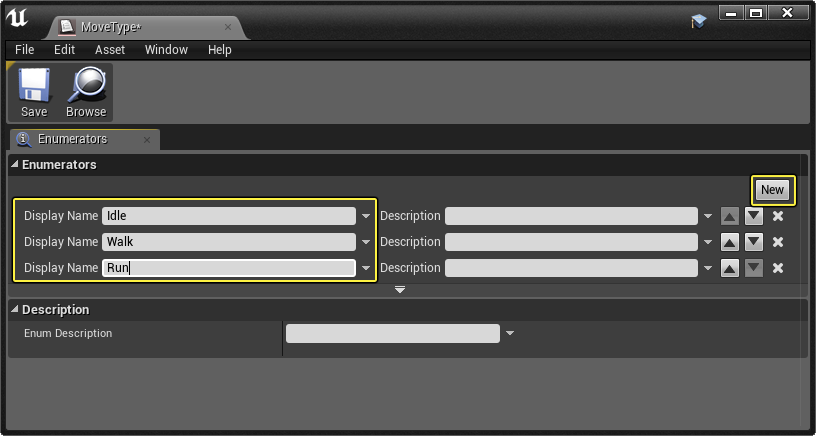 MoveType*
File Edit Asset Window Help
Save Browse
Enumerators
Enumerators
New
Display Name Idle Description
Display Name Walk Description
Display Name Run Description
Description
Enum Description